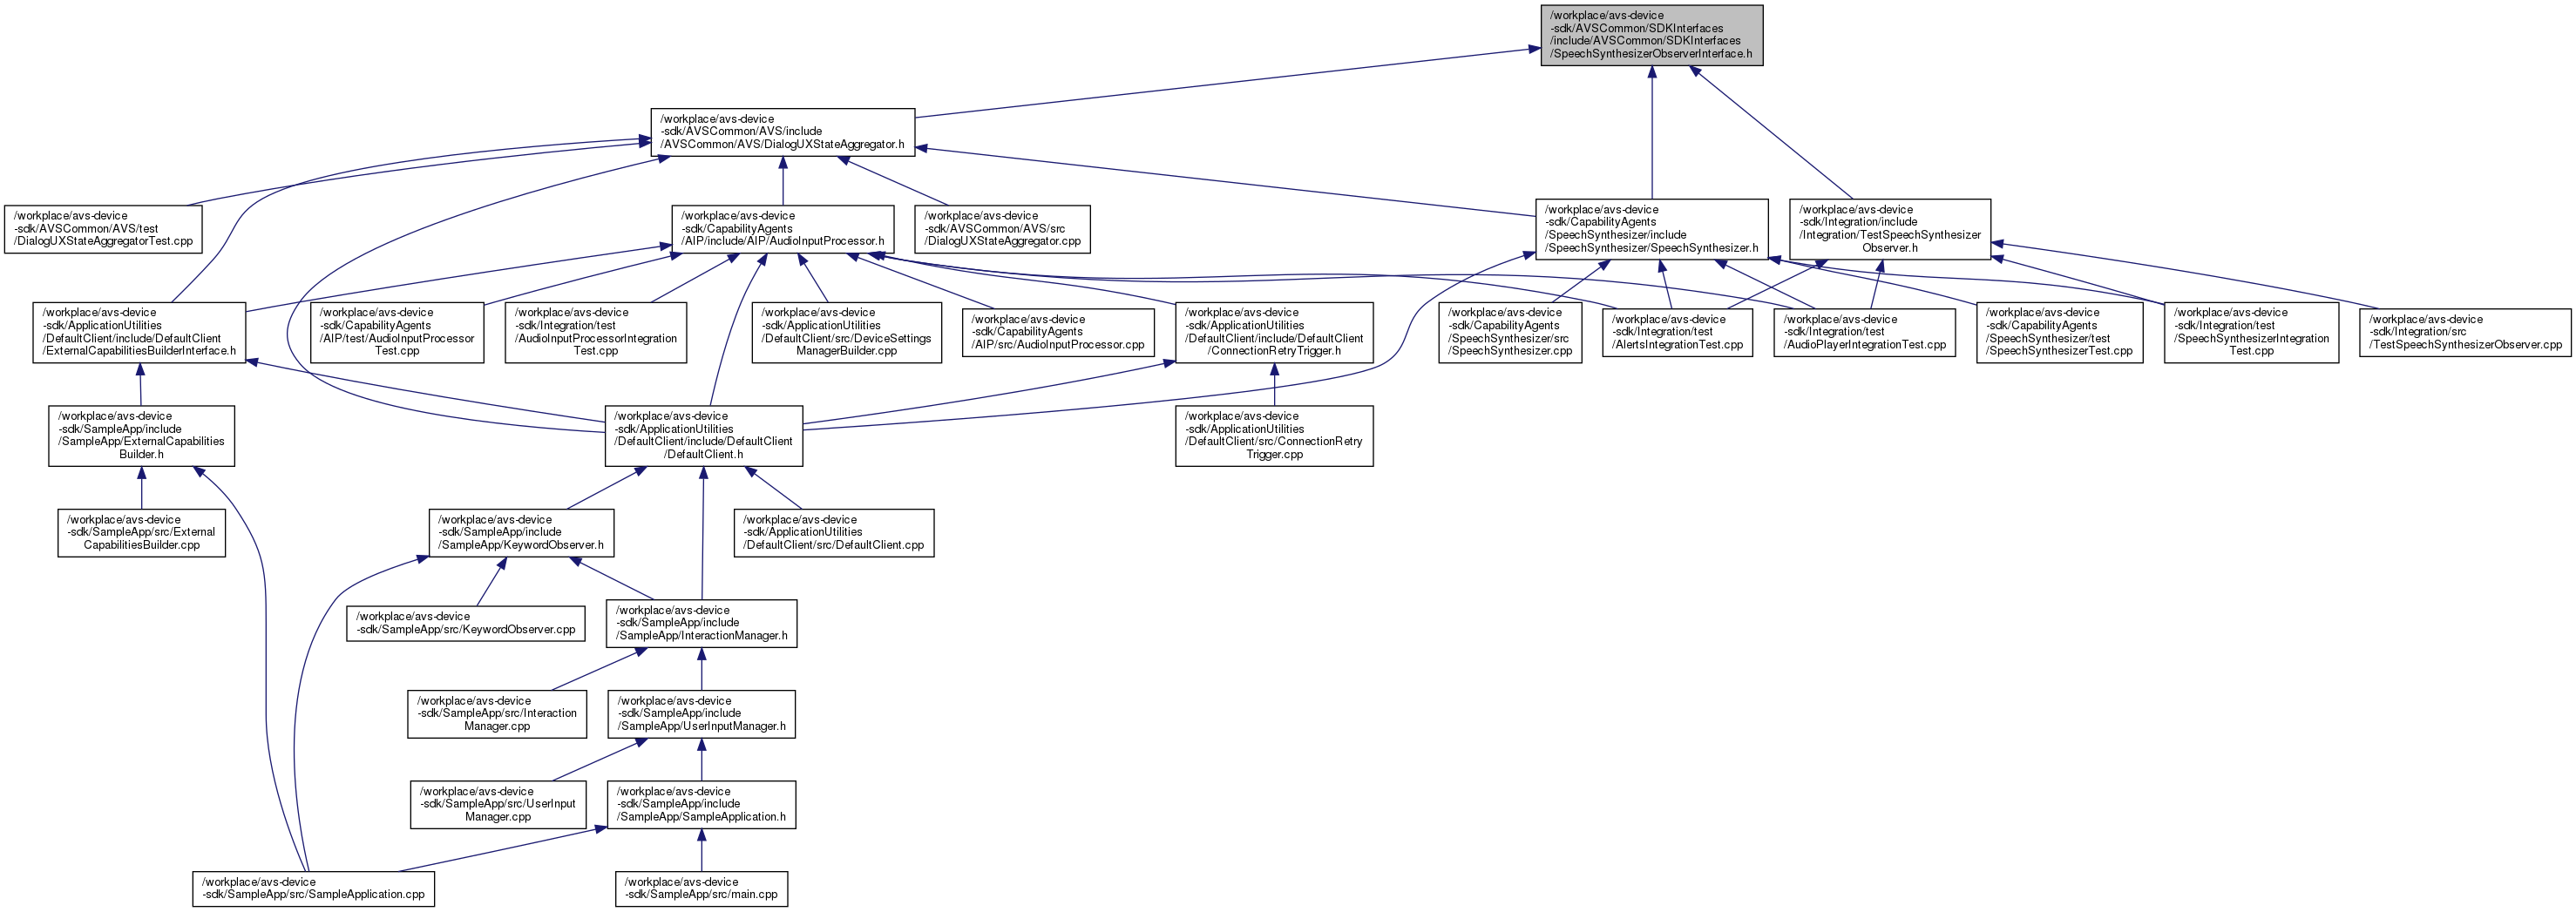 /workplace/avs-device
-sdk/AVSCommon/SDKInterfaces
/include/AVSCommon/SDKInterfaces
/SpeechSynthesizerObserverInterface.h
/workplace/avs-device
-sdk/AVSCommon/AVS/include
/AVSCommon/AVS/DialogUXStateAggregator.h
/workplace/avs-device
-sdk/AVSCommon/AVS/test
/DialogUXStateAggregatorTest.cpp
/workplace/avs-device
-sdk/CapabilityAgents
/AIP/include/AIP/AudioInputProcessor.h
/workplace/avs-device
-sdk/AVSCommon/AVS/src
/DialogUXStateAggregator.cpp
/workplace/avs-device
-sdk/CapabilityAgents
/SpeechSynthesizer/include
/SpeechSynthesizer/SpeechSynthesizer.h
/workplace/avs-device
-sdk/Integration/include
/Integration/TestSpeechSynthesizer
Observer.h
/workplace/avs-device
-sdk/ApplicationUtilities
/DefaultClient/include/DefaultClient
/ExternalCapabilitiesBuilderInterface.h
/workplace/avs-device
-sdk/CapabilityAgents
/AIP/test/AudioInputProcessor
Test.cpp
/workplace/avs-device
-sdk/Integration/test
/AudioInputProcessorIntegration
Test.cpp
/workplace/avs-device
-sdk/ApplicationUtilities
/DefaultClient/src/DeviceSettings
ManagerBuilder.cpp
/workplace/avs-device
-sdk/CapabilityAgents
/AIP/src/AudioInputProcessor.cpp
/workplace/avs-device
-sdk/ApplicationUtilities
/DefaultClient/include/DefaultClient
/ConnectionRetryTrigger.h
/workplace/avs-device
-sdk/CapabilityAgents
/SpeechSynthesizer/src
/SpeechSynthesizer.cpp
/workplace/avs-device
-sdk/Integration/test
/AlertsIntegrationTest.cpp
/workplace/avs-device
-sdk/Integration/test
/AudioPlayerIntegrationTest.cpp
/workplace/avs-device
-sdk/CapabilityAgents
/SpeechSynthesizer/test
/SpeechSynthesizerTest.cpp
/workplace/avs-device
-sdk/Integration/test
/SpeechSynthesizerIntegration
Test.cpp
/workplace/avs-device
-sdk/Integration/src
/TestSpeechSynthesizerObserver.cpp
/workplace/avs-device
-sdk/SampleApp/include
/SampleApp/ExternalCapabilities
Builder.h
/workplace/avs-device
-sdk/ApplicationUtilities
/DefaultClient/include/DefaultClient
/DefaultClient.h
/workplace/avs-device
-sdk/ApplicationUtilities
/DefaultClient/src/ConnectionRetry
Trigger.cpp
/workplace/avs-device
-sdk/SampleApp/src/External
CapabilitiesBuilder.cpp
/workplace/avs-device
-sdk/SampleApp/include
/SampleApp/KeywordObserver.h
/workplace/avs-device
-sdk/ApplicationUtilities
/DefaultClient/src/DefaultClient.cpp
/workplace/avs-device
-sdk/SampleApp/src/KeywordObserver.cpp
/workplace/avs-device
-sdk/SampleApp/include
/SampleApp/InteractionManager.h
/workplace/avs-device
-sdk/SampleApp/src/Interaction
Manager.cpp
/workplace/avs-device
-sdk/SampleApp/include
/SampleApp/UserInputManager.h
/workplace/avs-device
-sdk/SampleApp/src/UserInput
Manager.cpp
/workplace/avs-device
-sdk/SampleApp/include
/SampleApp/SampleApplication.h
/workplace/avs-device
-sdk/SampleApp/src/SampleApplication.cpp
/workplace/avs-device
-sdk/SampleApp/src/main.cpp